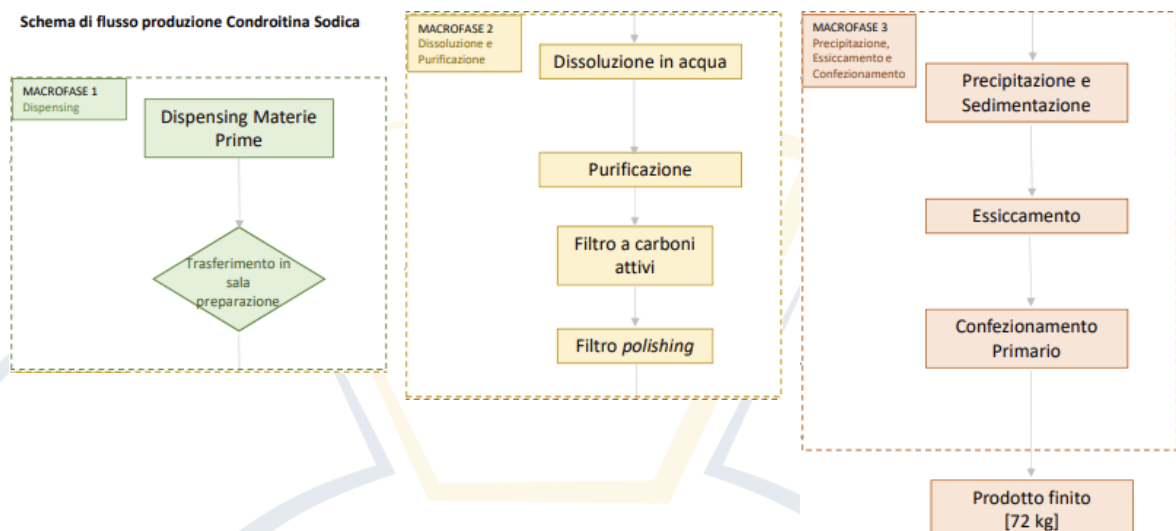 Schema di flusso produzione Condroitina Sodica
MACROFASE 1
Dispensing
Dispensing Materie
Prime
Trasferimento in
sala
preparazione
MACROFASE 2
Dissoluzione e
Purificazione
Dissoluzione in acqua
Purificazione
Filtro a carboni
attivi
Filtro polishing
MACROFASE 3
Precipitazione,
Essiccamento e
Confezionamento
Precipitazione e
Sedimentazione
Essiccamento
Confezionamento
Primario
Prodotto finito
[72 kg]